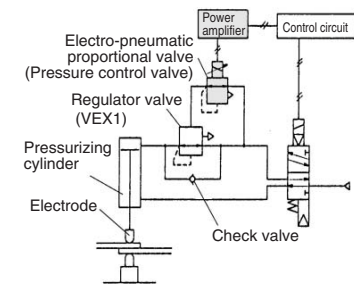 Power
amplifier
Control circuit
Electro-pneumatic
proportional valve
(Pressure control valve)
Regulator valve
(VEX1)
Pressurizing
cylinder
Electrode
Check valve